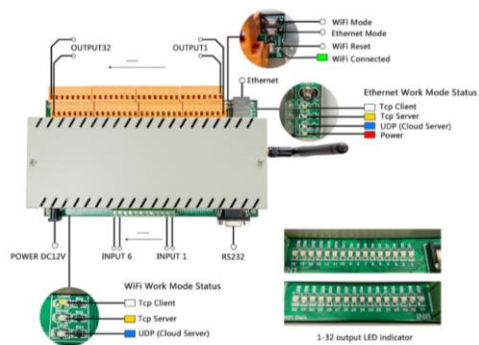 WiFi Mode
Ethernet Mode
WiFi Reset
WiFi Connected
OUTPUT32
OUTPUT1
Ethernet
Ethernet Work Mode Status
Tcp Client
Tcp Server
UDP (Cloud Server)
Power
POWER DC12V
INPUT 6
INPUT 1
RS232
WiFi Work Mode Status
Tcp Client
Tcp Server
UDP (Cloud Server)
1-32 output LED indicator